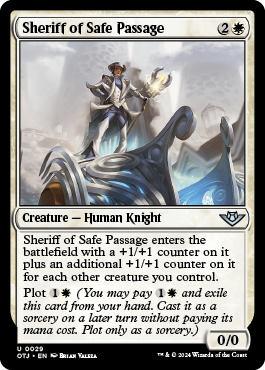 Sheriff of Safe Passage 2
Creature — Human Knight
Sheriff of Safe Passage enters the
battlefield with a +1/+1 counter on it
plus an additional +1/+1 counter on it
for each other creature you control.
Plot 1 (You may pay 1 and exile
this card from your hand. Cast it as a
sorcery on a later turn without paying its
mana cost. Plot only as a sorcery.)
0/0
U 0029
OTJ • EN Brian Valeza
™ & © 2024 Wizards of the Coast